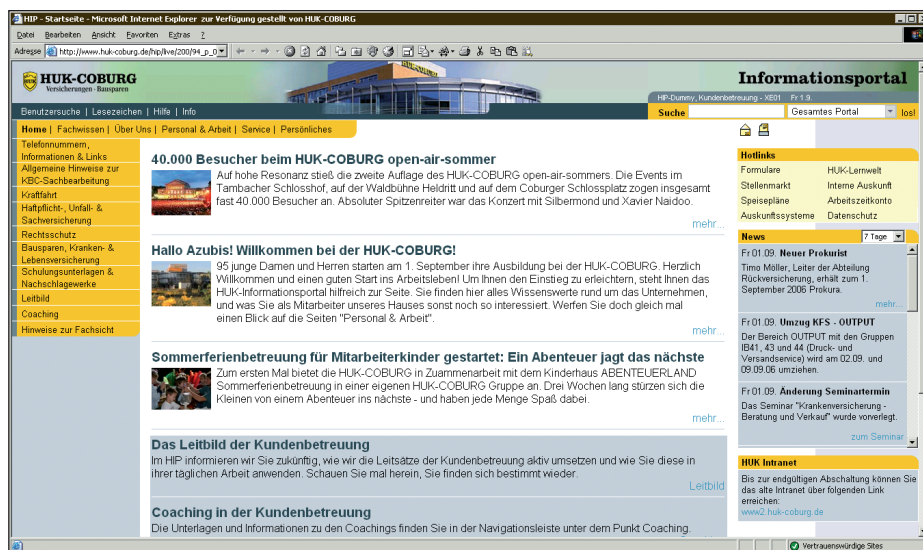 HIP - Startseite - Microsoft Internet Explorer zur Verfügung gestellt von HUK-COBURG
Datei Bearbeiten Ansicht Favoriten Extras ?
Adresse http://www.huk-coburg.de/hip/live/200/94_p_0
HUK-COBURG
Versicherungen · Bausparen
Informationsportal
HIP-Dummy, Kundenbetreuung - XE01 Fr 1.9.
Benutzersuche | Lesezeichen | Hilfe | Info
Suche Gesamtes Portal los!
Home | Fachwissen | Über Uns | Personal & Arbeit | Service | Persönliches
Telefonnummern,
Informationen & Links
Allgemeine Hinweise zur
KBC-Sachbearbeitung
Kraftfahrt
Haftpflicht-, Unfall- &
Sachversicherung
Rechtsschutz
Bausparen, Kranken- &
Lebensversicherung
Schulungsunterlagen &
Nachschlagewerke
Leitbild
Coaching
Hinweise zur Fachsicht
40.000 Besucher beim HUK-COBURG open-air-sommer
Auf hohe Resonanz stieß die zweite Auflage des HUK-COBURG open-air-sommers. Die Events im
Tambacher Schlosshof, auf der Waldbühne Heldritt und auf dem Coburger Schlossplatz zogen insgesamt
fast 40.000 Besucher an. Absoluter Spitzenreiter war das Konzert mit Silbermond und Xavier Naidoo.
mehr...
Hallo Azubis! Willkommen bei der HUK-COBURG!
95 junge Damen und Herren starten am 1. September ihre Ausbildung bei der HUK-COBURG. Herzlich
Willkommen und einen guten Start ins Arbeitsleben! Um Ihnen den Einstieg zu erleichtern, steht Ihnen das
HUK-Informationsportal hilfreich zur Seite. Sie finden hier alles Wissenswerte rund um das Unternehmen,
und was Sie als Mitarbeiter unseres Hauses sonst noch so interessiert. Werfen Sie doch gleich mal
einen Blick auf die Seiten "Personal & Arbeit".
mehr...
Sommerferienbetreuung für Mitarbeiterkinder gestartet: Ein Abenteuer jagt das nächste
Zum ersten Mal bietet die HUK-COBURG in Zuammenarbeit mit dem Kinderhaus ABENTEUERLAND
Sommerferienbetreuung in einer eigenen HUK-COBURG Gruppe an. Drei Wochen lang stürzen sich die
Kleinen von einem Abenteuer ins nächste - und haben jede Menge Spaß dabei.
mehr...
Das Leitbild der Kundenbetreuung
Im HIP informieren wir Sie zukünftig, wie wir die Leitsätze der Kundenbetreuung aktiv umsetzen und wie Sie diese in
ihrer täglichen Arbeit anwenden. Schauen Sie mal herein, Sie finden sich bestimmt wieder.
Leitbild
Coaching in der Kundenbetreuung
Die Unterlagen und Informationen zu den Coachings finden Sie in der Navigationsleiste unter dem Punkt Coaching.
Hotlinks
Formulare HUK-Lernwelt
Stellenmarkt Interne Auskunft
Speisepläne Arbeitszeitkonto
Auskunftssysteme Datenschutz
News 7 Tage
Fr 01.09. Neuer Prokurist
Timo Möller, Leiter der Abteilung
Rückversicherung, erhält zum 1.
September 2006 Prokura.
mehr...
Fr 01.09. Umzug KFS - OUTPUT
Der Bereich OUTPUT mit den Gruppen
IB41, 43 und 44 (Druck- und
Versandservice) wird am 02.09. und
09.09.06 umziehen.
Fr 01.09. Änderung Seminartermin
Das Seminar "Krankenversicherung -
Beratung und Verkauf" wurde vorverlegt.
zum Seminar
HUK Intranet
Bis zur endgültigen Abschaltung können Sie
das alte Intranet über folgenden Link
erreichen:
www2.huk-coburg.de
Vertrauenswürdige Sites